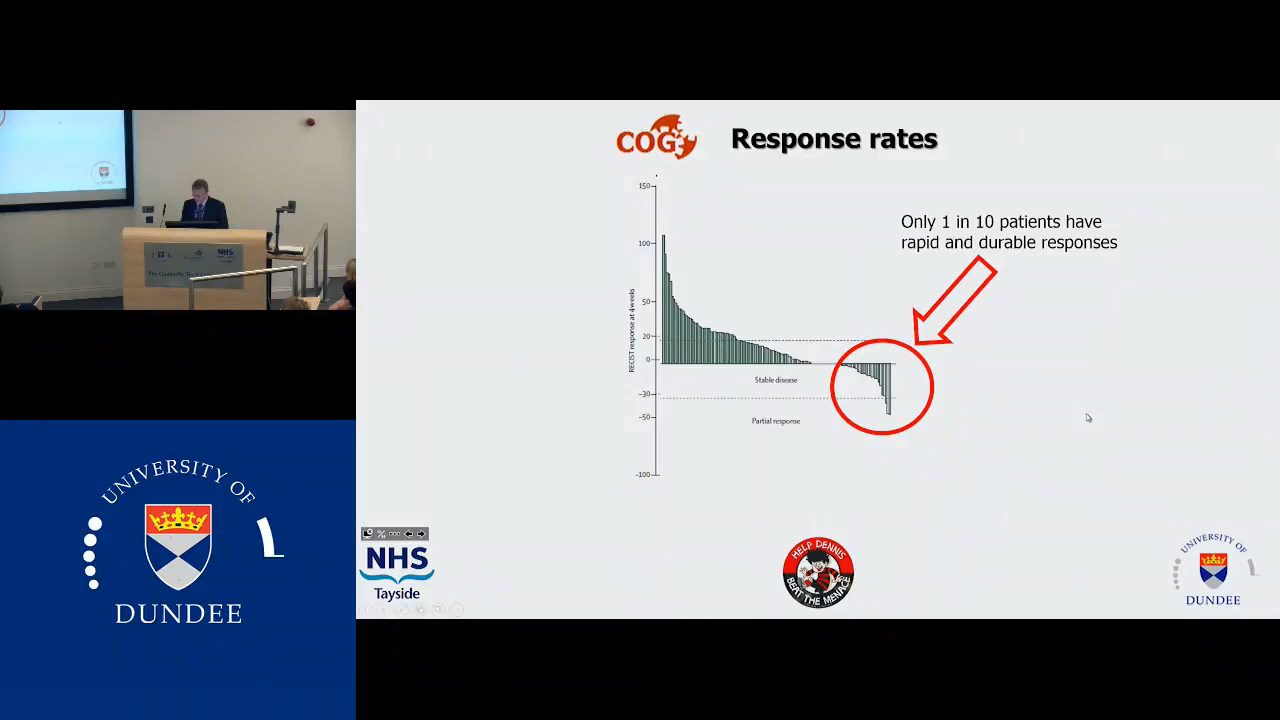 COG
Response rates
Only 1 in 10 patients have
rapid and durable responses
RECIST response at 4 weeks
150
100
50
20
0
-30
-50
-100
Stable disease
Partial response
NHS
UNIVERSITY OF
DUNDEE
NHS
Tayside
HELP DENNIS
BEAT THE MENACE
UNIVERSITY OF
DUNDEE